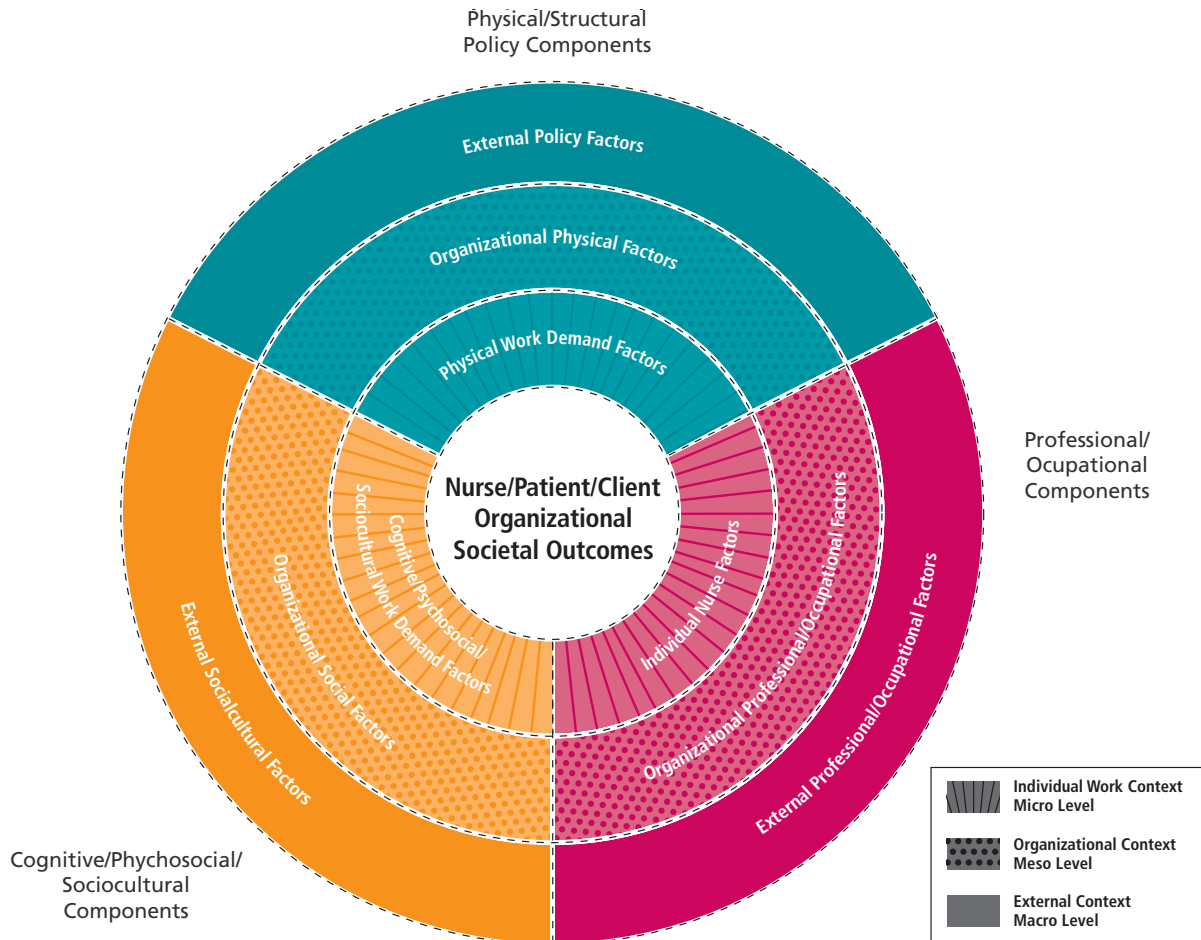 Physical/Structural
Policy Components
External Policy Factors
Organizational Physical Factors
Physical Work Demand Factors
Nurse/Patient/Client
Organizational
Societal Outcomes
Professional/
Ocupational
Components
Individual Nurse Factors
Organizational Professional/Occupational Factors
External Professional/Occupational Factors
Cognitive/Psychosocial/
Sociocultural Work Demand Factors
Organizational Social Factors
External Socialcultural Factors
Cognitive/Phychosocial/
Sociocultural
Components
Individual Work Context
Micro Level
Organizational Context
Meso Level
External Context
Macro Level